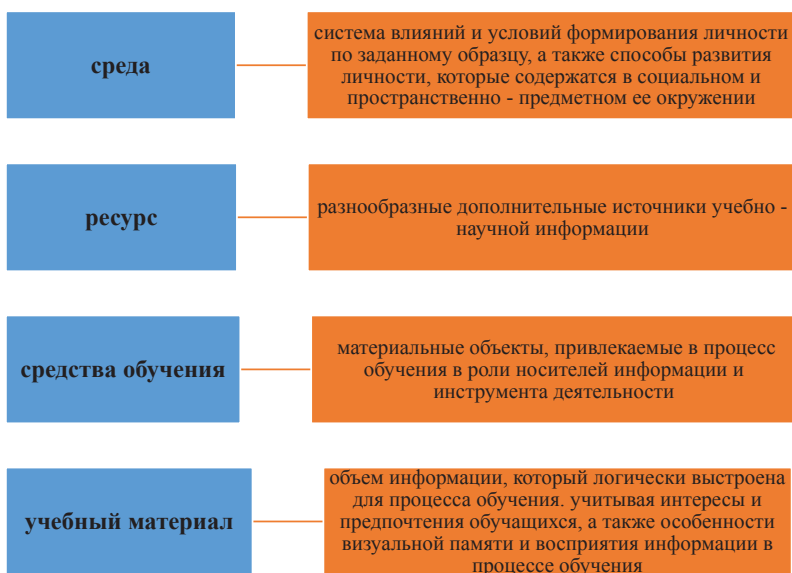 среда
система влияний и условий формирования личности
по заданному образцу, а также способы развития
личности, которые содержатся в социальном и
пространственно - предметном ее окружении
ресурс
разнообразные дополнительные источники учебно -
научной информации
средства обучения
материальные объекты, привлекаемые в процесс
обучения в роли носителей информации и
инструмента деятельности
учебный материал
объем информации, который логически выстроена
для процесса обучения. учитывая интересы и
предпочтения обучащихся, а также особенности
визуальной памяти и восприятия информации в
процессе обучения